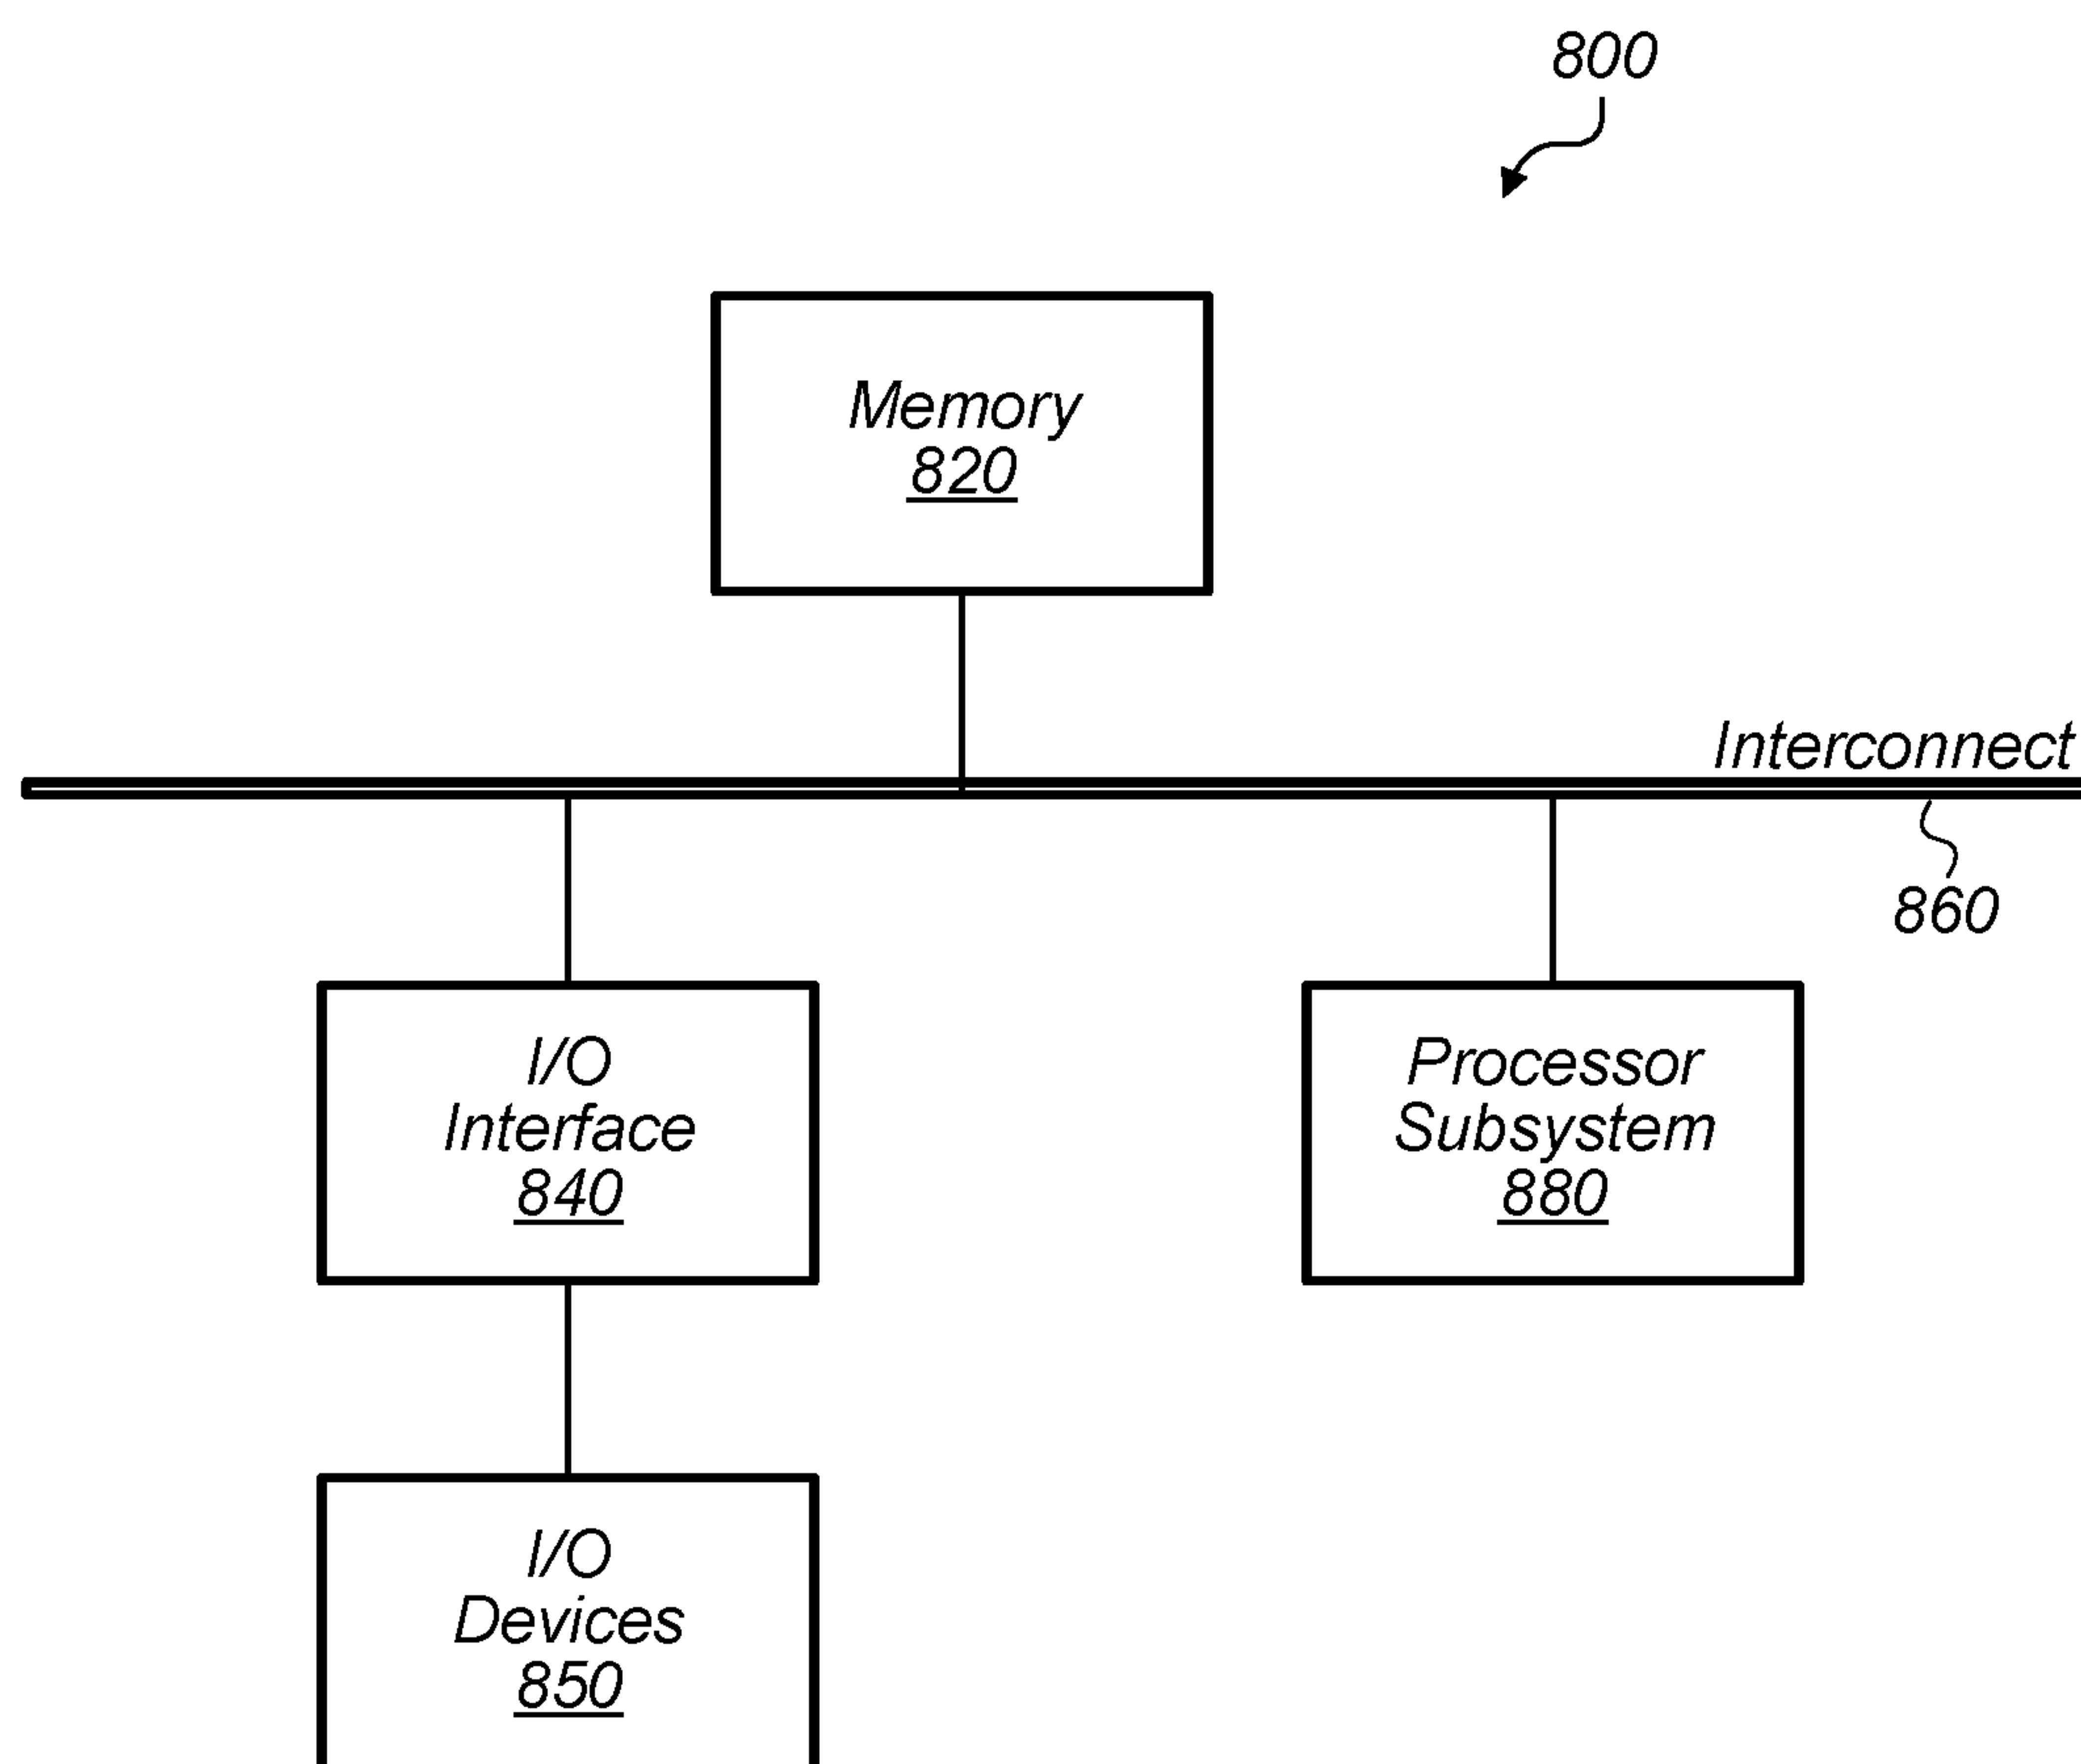 800
Memory
820
Interconnect
860
I/O
Interface
840
Processor
Subsystem
880
I/O
Devices
850